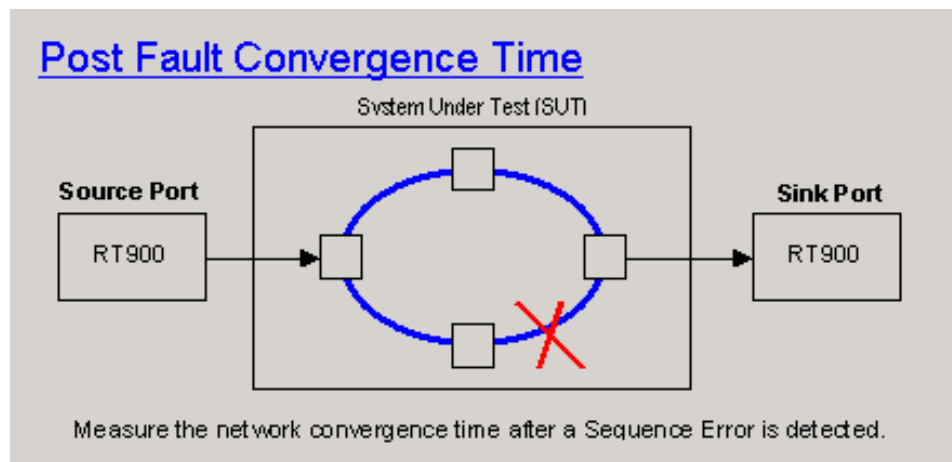 Post Fault Convergence Time
System Under Test (SUT)
Source Port
Sink Port
RT900
RT900
Measure the network convergence time after a Sequence Error is detected.